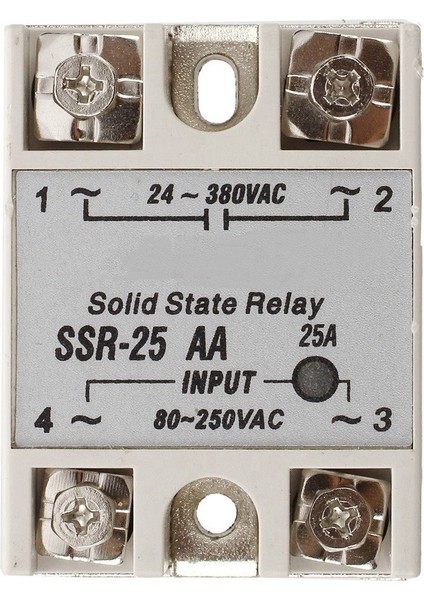 1 ~ 24 ~ 380VAC ~ 2
Solid State Relay
SSR-25 AA 25A
INPUT
4 ~ 80~250VAC ~ 3